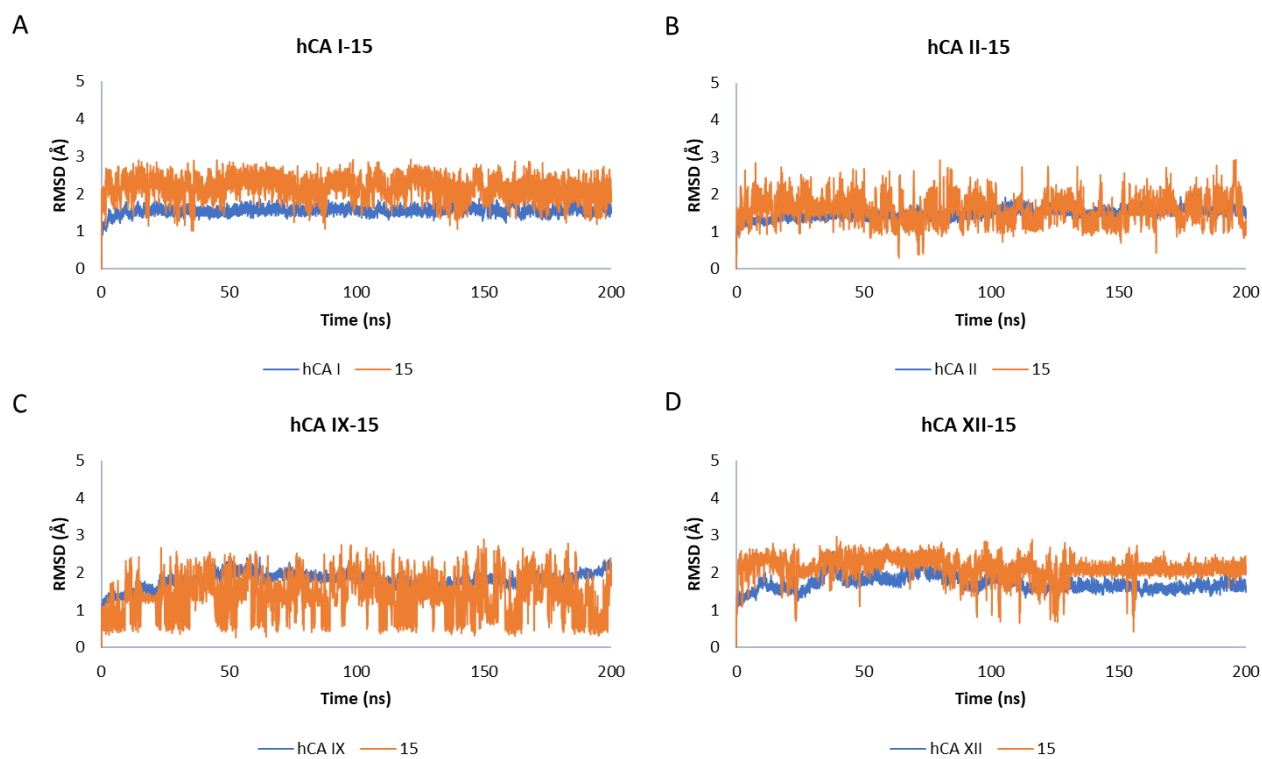 A
hCA I-15
RMSD (Å)
5
4
3
2
1
0
0 50 100 150 200
Time (ns)
hCA I 15
B
hCA II-15
RMSD (Å)
5
4
3
2
1
0
0 50 100 150 200
Time (ns)
hCA II 15
C
hCA IX-15
RMSD (Å)
5
4
3
2
1
0
0 50 100 150 200
Time (ns)
hCA IX 15
D
hCA XII-15
RMSD (Å)
5
4
3
2
1
0
0 50 100 150 200
Time (ns)
hCA XII 15